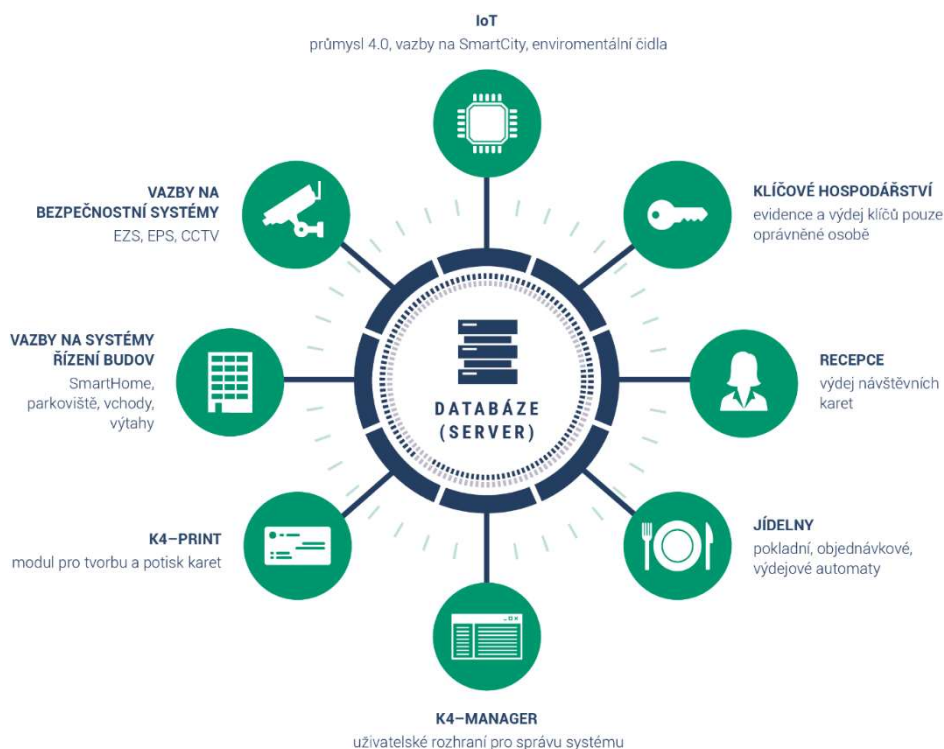 IoT
průmysl 4.0, vazby na SmartCity, enviromentální čidla
VAZBY NA
BEZPEČNOSTNÍ SYSTÉMY
EZS, EPS, CCTV
KLÍČOVÉ HOSPODÁŘSTVÍ
evidence a výdej klíčů pouze
oprávněné osobě
VAZBY NA SYSTÉMY
ŘÍZENÍ BUDOV
SmartHome,
parkoviště, vchody,
výtahy
DATABÁZE
(SERVER)
RECEPCE
výdej návštěvních
karet
K4–PRINT
modul pro tvorbu a potisk karet
JÍDELNY
pokladní, objednávkové,
výdejové automaty
K4–MANAGER
uživatelské rozhraní pro správu systému